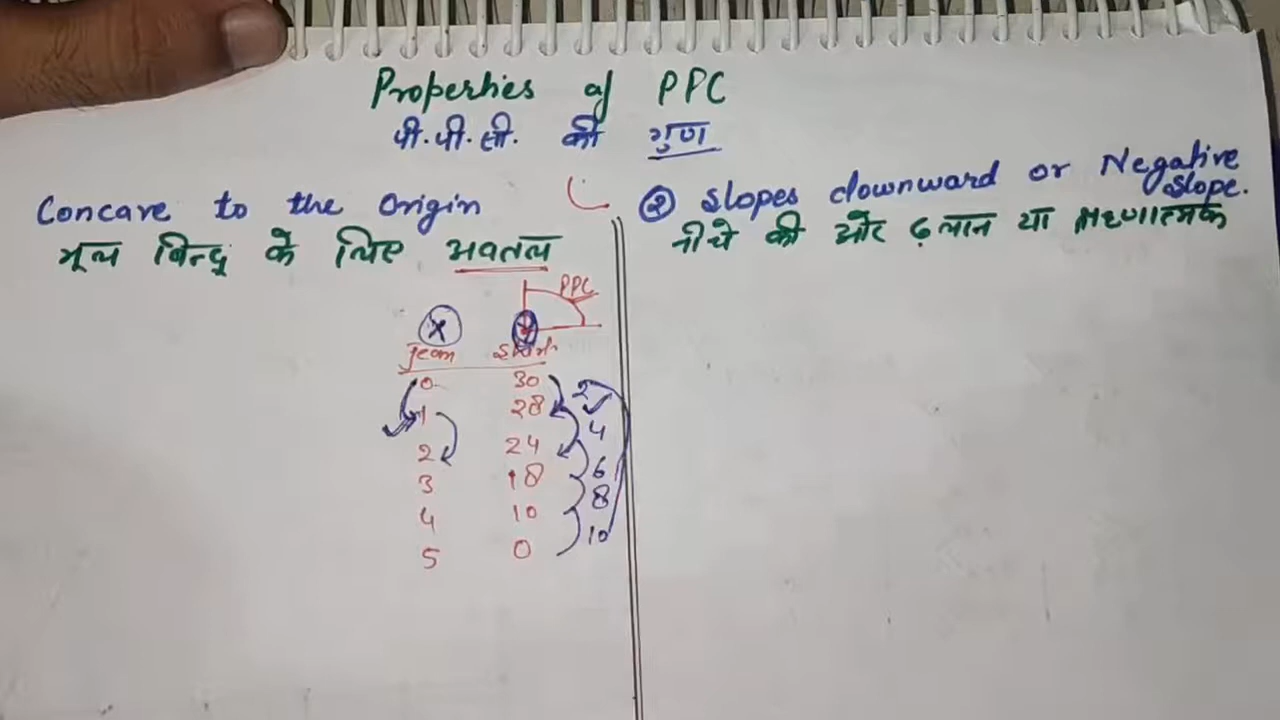 Properties of PPC
पी.पी.सी. की गुण
Concave to the Origin
मूल बिन्दू के लिए अवतल
② Slopes downward or Negative
Slope.
नीचे की ओर ढ़लान या ऋणात्मक
PPC
X
Jeans
0 30
1 28 2
2 24 4
3 18 6
4 10 8
5 0 10